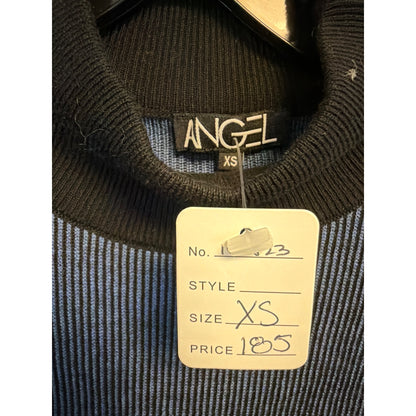 ANGEL
XS
No.
STYLE
SIZE XS
PRICE 185